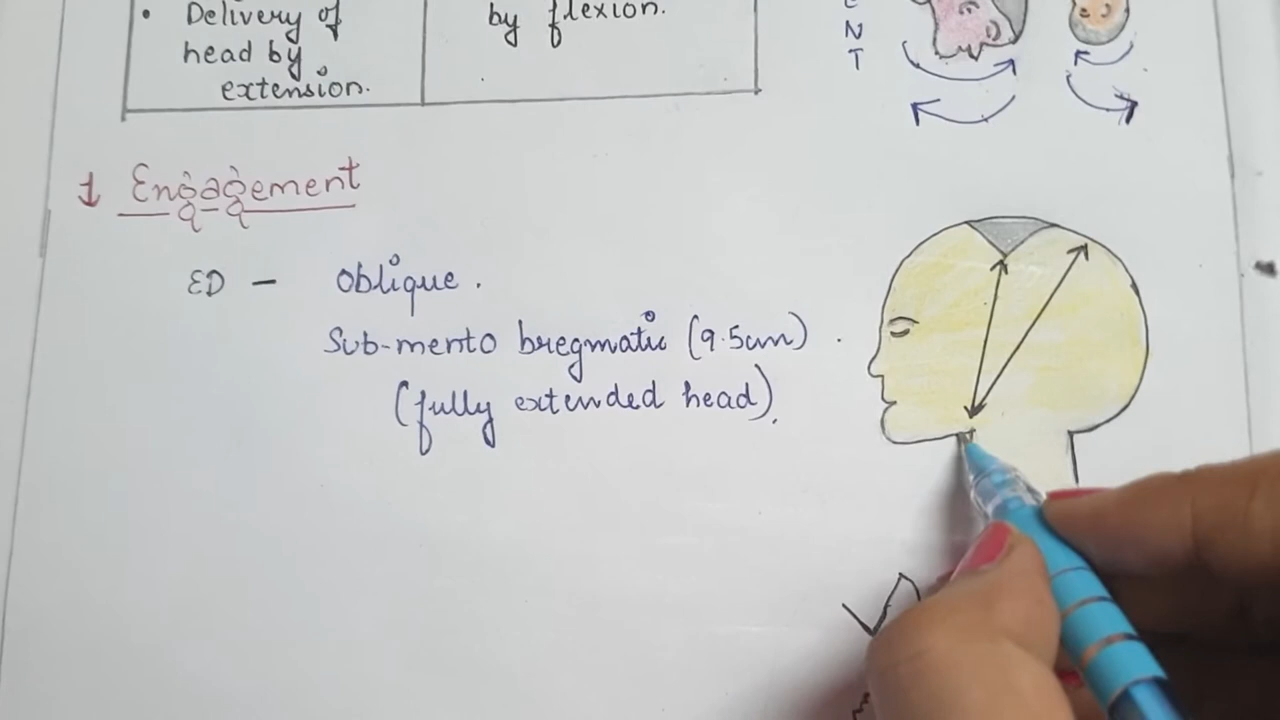 • Delivery of
head by
extension.
by flexion.
E
N
T
1 Engagement
ED - Oblique.
Sub-mento bregmatic (9.5cm).
(fully extended head).